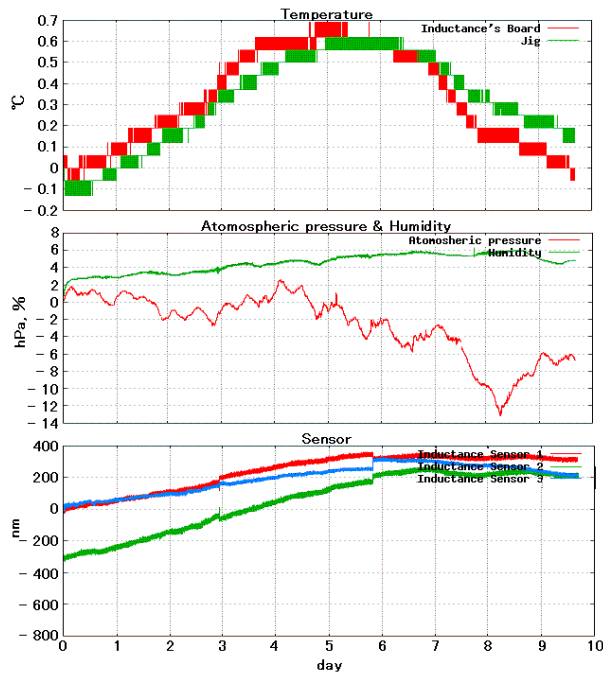 Temperature
Inductance's Board
Jig
℃
0.7
0.6
0.5
0.4
0.3
0.2
0.1
0
-0.1
-0.2
Atomospheric pressure & Humidity
Atomosheric pressure
Humidity
hPa, %
8
6
4
2
0
-2
-4
-6
-8
-10
-12
-14
Sensor
Inductance Sensor 1
Inductance Sensor 2
Inductance Sensor 3
nm
400
200
0
-200
-400
-600
-800
0 1 2 3 4 5 6 7 8 9 10
day